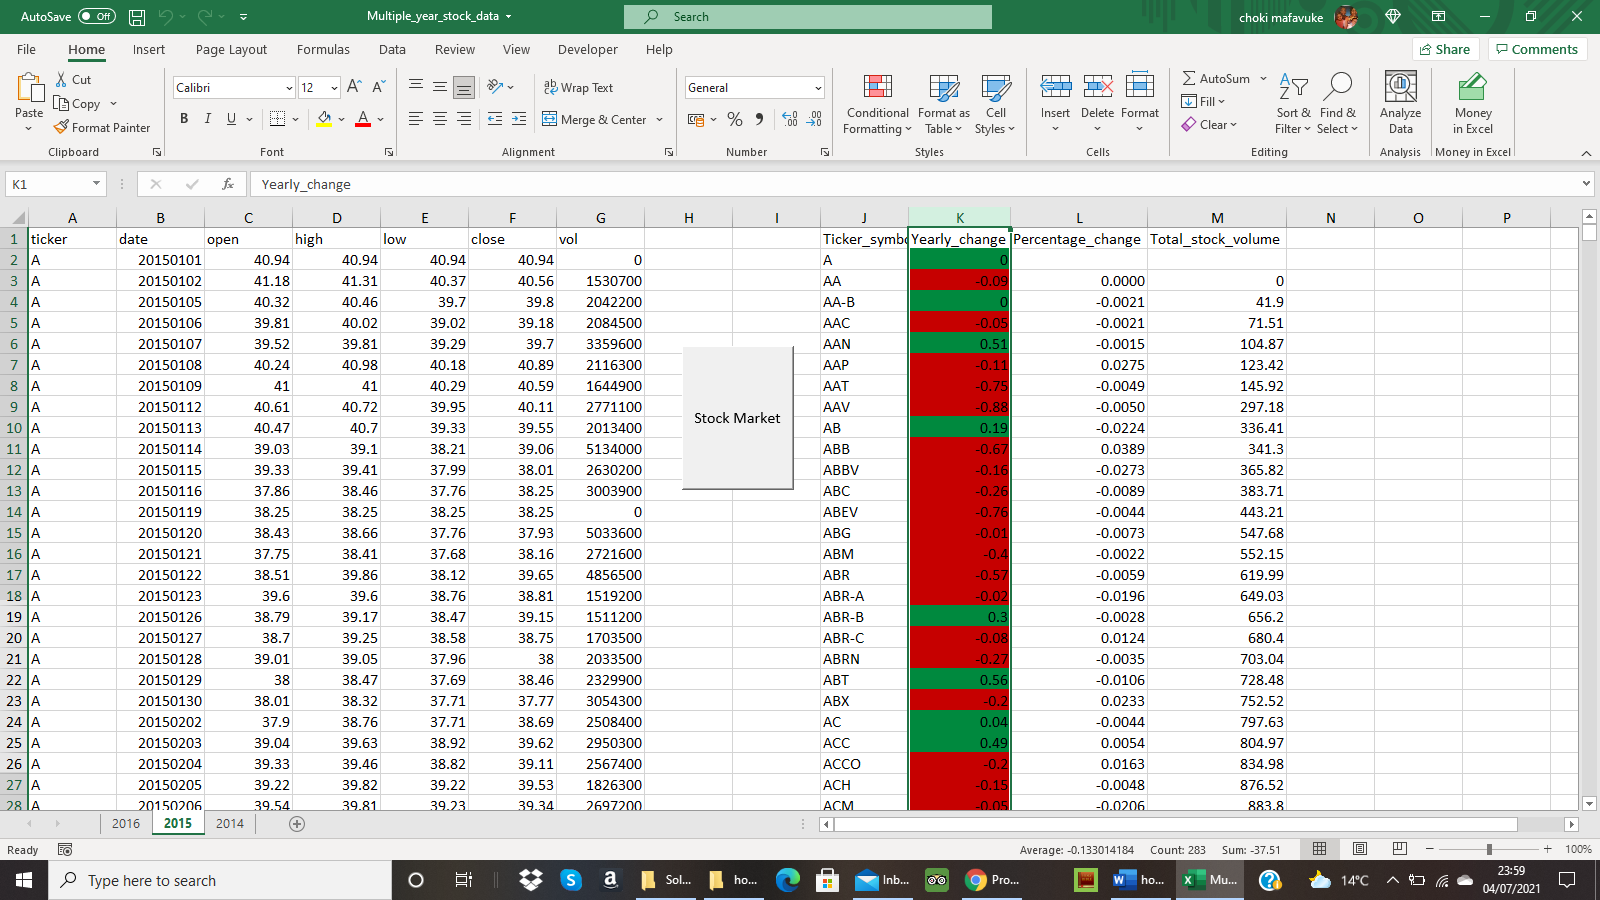 AutoSave Off Multiple_year_stock_data Search choki mafavuke
File Home Insert Page Layout Formulas Data Review View Developer Help Share Comments
Paste Cut Copy Format Painter Clipboard
Calibri 12 A A B I U A Font
ab Wrap Text Merge & Center Alignment
General % 9 Number
Conditional Formatting Format as Table Cell Styles Styles
Insert Delete Format Cells
AutoSum Fill Clear Sort & Filter Find & Select Editing
Analyze Data Analysis
Money in Excel Money in Excel
K1 fx Yearly_change
A B C D E F G H I J K L M N O P
1 ticker date open high low close vol Ticker_symbo Yearly_change Percentage_change Total_stock_volume
2 A 20150101 40.94 40.94 40.94 40.94 0 A 0
3 A 20150102 41.18 41.31 40.37 40.56 1530700 AA -0.09 0.0000 0
4 A 20150105 40.32 40.46 39.7 39.8 2042200 AA-B 0 -0.0021 41.9
5 A 20150106 39.81 40.02 39.02 39.18 2084500 AAC -0.05 -0.0021 71.51
6 A 20150107 39.52 39.81 39.29 39.7 3359600 AAN 0.51 -0.0015 104.87
7 A 20150108 40.24 40.98 40.18 40.89 2116300 AAP -0.11 0.0275 123.42
8 A 20150109 41 41 40.29 40.59 1644900 AAT -0.75 -0.0049 145.92
9 A 20150112 40.61 40.72 39.95 40.11 2771100 AAV -0.88 -0.0050 297.18
10 A 20150113 40.47 40.7 39.33 39.55 2013400 Stock Market AB 0.19 -0.0224 336.41
11 A 20150114 39.03 39.1 38.21 39.06 5134000 ABB -0.67 0.0389 341.3
12 A 20150115 39.33 39.41 37.99 38.01 2630200 ABBV -0.16 -0.0273 365.82
13 A 20150116 37.86 38.46 37.76 38.25 3003900 ABC -0.26 -0.0089 383.71
14 A 20150119 38.25 38.25 38.25 38.25 0 ABEV -0.76 -0.0044 443.21
15 A 20150120 38.43 38.66 37.76 37.93 5033600 ABG -0.01 -0.0073 547.68
16 A 20150121 37.75 38.41 37.68 38.16 2721600 ABM -0.4 -0.0022 552.15
17 A 20150122 38.51 39.86 38.12 39.65 4856500 ABR -0.57 -0.0059 619.99
18 A 20150123 39.6 39.6 38.76 38.81 1519200 ABR-A -0.02 -0.0196 649.03
19 A 20150126 38.79 39.17 38.47 39.15 1511200 ABR-B 0.3 -0.0028 656.2
20 A 20150127 38.7 39.25 38.58 38.75 1703500 ABR-C -0.08 0.0124 680.4
21 A 20150128 39.01 39.05 37.96 38 2033500 ABRN -0.27 -0.0035 703.04
22 A 20150129 38 38.47 37.69 38.46 2329900 ABT 0.56 -0.0106 728.48
23 A 20150130 38.01 38.32 37.71 37.77 3054300 ABX -0.2 0.0233 752.52
24 A 20150202 37.9 38.76 37.71 38.69 2508400 AC 0.04 -0.0044 797.63
25 A 20150203 39.04 39.63 38.92 39.62 2950300 ACC 0.49 0.0054 804.97
26 A 20150204 39.33 39.46 38.82 39.11 2567400 ACCO -0.2 0.0163 834.98
27 A 20150205 39.22 39.82 39.22 39.53 1826300 ACH -0.15 -0.0048 876.52
28 A 20150206 39.54 39.81 39.23 39.34 2697200 ACM -0.05 -0.0206 883.8
2016 2015 2014
Ready Average: -0.133014184 Count: 283 Sum: -37.51 100%
Type here to search Sol... ho... Inb... Pro... ho... Mu... 14°C 23:59
04/07/2021